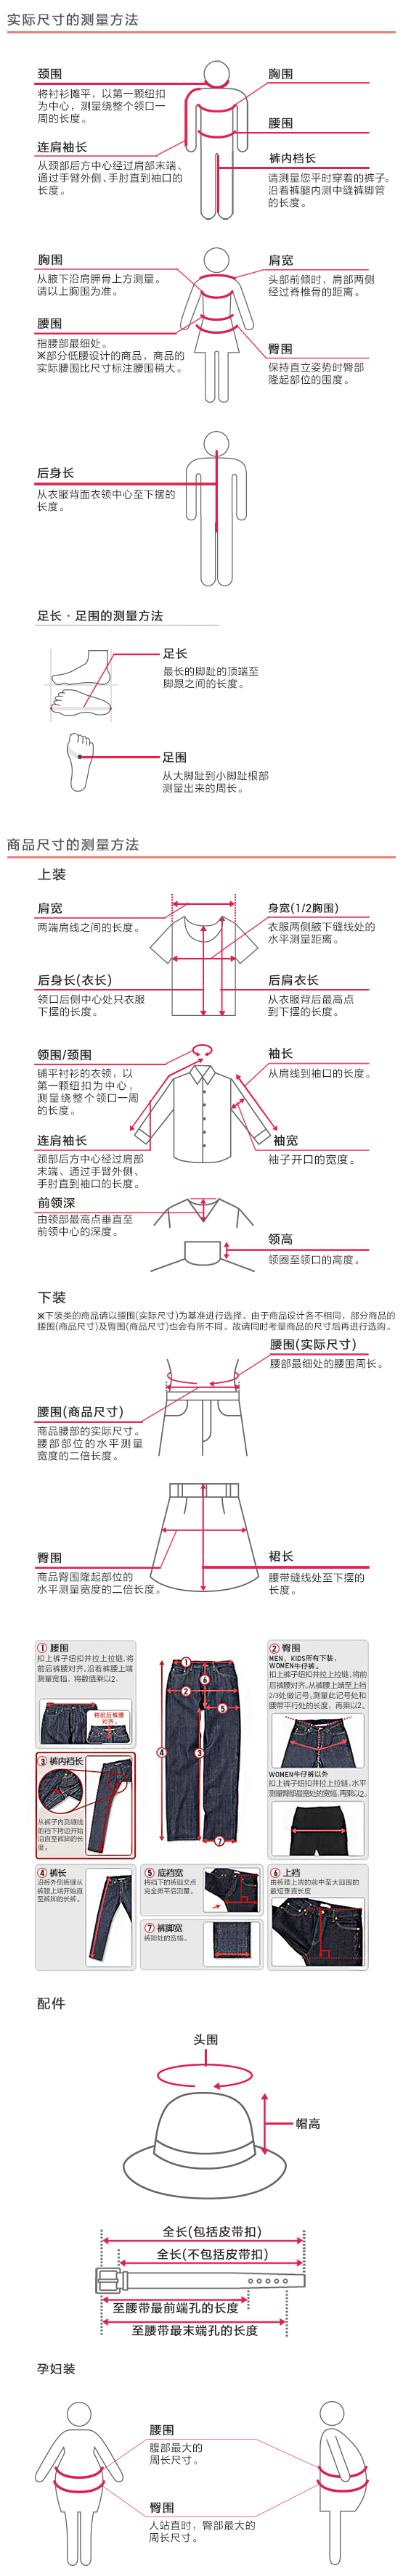 实际尺寸的测量方法
颈围
将衬衫摊平，以第一颗纽扣
为中心，测量绕整个领口一
周的长度。
胸围
腰围
连肩袖长
从颈部后方中心经过肩部末端、
通过手臂外侧、手肘直到袖口的
长度。
裤内档长
请测量您平时穿着的裤子。
沿着裤腿内测中缝裤脚管
的长度。
胸围
从腋下沿肩胛骨上方测量。
请以上胸围为准。
肩宽
头部前倾时，肩部两侧
经过脊椎骨的距离。
腰围
指腰部最细处。
※部分低腰设计的商品，商品的
实际腰围比尺寸标注腰围稍大。
臀围
保持直立姿势时臀部
隆起部位的围度。
后身长
从衣服背面衣领中心至下摆的
长度。
足长·足围的测量方法
足长
最长的脚趾的顶端至
脚跟之间的长度。
足围
从大脚趾到小脚趾根部
测量出来的周长。
商品尺寸的测量方法
上装
肩宽
两端肩线之间的长度。
身宽(1/2胸围)
衣服两侧腋下缝线处的
水平测量距离。
后身长(衣长)
领口后侧中心处只衣服
下摆的长度。
后肩衣长
从衣服背后最高点
到下摆的长度。
领围/颈围
铺平衬衫的衣领，以
第一颗纽扣为中心，
测量绕整个领口一周
的长度。
袖长
从肩线到袖口的长度。
连肩袖长
颈部后方中心经过肩部
末端、通过手臂外侧、
手肘直到袖口的长度。
袖宽
袖子开口的宽度。
前领深
由领部最高点垂直至
前领中心的深度。
领高
领圈至领口的高度。
下装
※下装类的商品请以腰围(实际尺寸)为基准进行选择。由于商品设计各不相同，部分商品的
腰围(商品尺寸)及臀围(商品尺寸)也会有所不同。故请同时考量商品的尺寸后再进行选购。
腰围(实际尺寸)
腰部最细处的腰围周长。
腰围(商品尺寸)
商品腰部的实际尺寸。
腰部部位的水平测量
宽度的二倍长度。
臀围
商品臀围隆起部位的
水平测量宽度的二倍长度。
裙长
腰带缝线处至下摆的
长度。
① 腰围
扣上裤子纽扣并拉上拉链,将
前后裤腰对齐,沿着裤腰上端
测量宽幅，将数值乘以2。
将前后裤腰
对齐。
② 臀围
MEN、KIDS所有下装，
WOMEN牛仔裤。
扣上裤子纽扣并拉上拉链,将前
后裤腰对齐。从裤腰上端至上裆
2/3处做记号。测量此记号处和
腰带平行处的长度，再乘以2。
WOMEN牛仔裤以外
扣上裤子纽扣并拉上拉链,水平
测量臀部最宽处的宽幅,再乘以2。
③ 裤内裆长
从裤子内测缝线
的裆下拷边开始
沿直至裤脚的长
度。
① ② ③ ④ ⑤ ⑥ ⑦
④ 裤长
沿裤外侧裤缝从
裤腰上端开始直
至裤脚的长裤。
⑤ 底裆宽
将裆下的裤缝交点
完全摊平后测量。
⑥ 上裆
由裤腰上端的前中至大腿围的
最短垂直长度
⑦ 裤脚宽
裤脚处的宽幅。
配件
头围
帽高
全长(包括皮带扣)
全长(不包括皮带扣)
至腰带最前端孔的长度
至腰带最末端孔的长度
孕妇装
腰围
腹部最大的
周长尺寸。
臀围
人站直时，臀部最大的
周长尺寸。